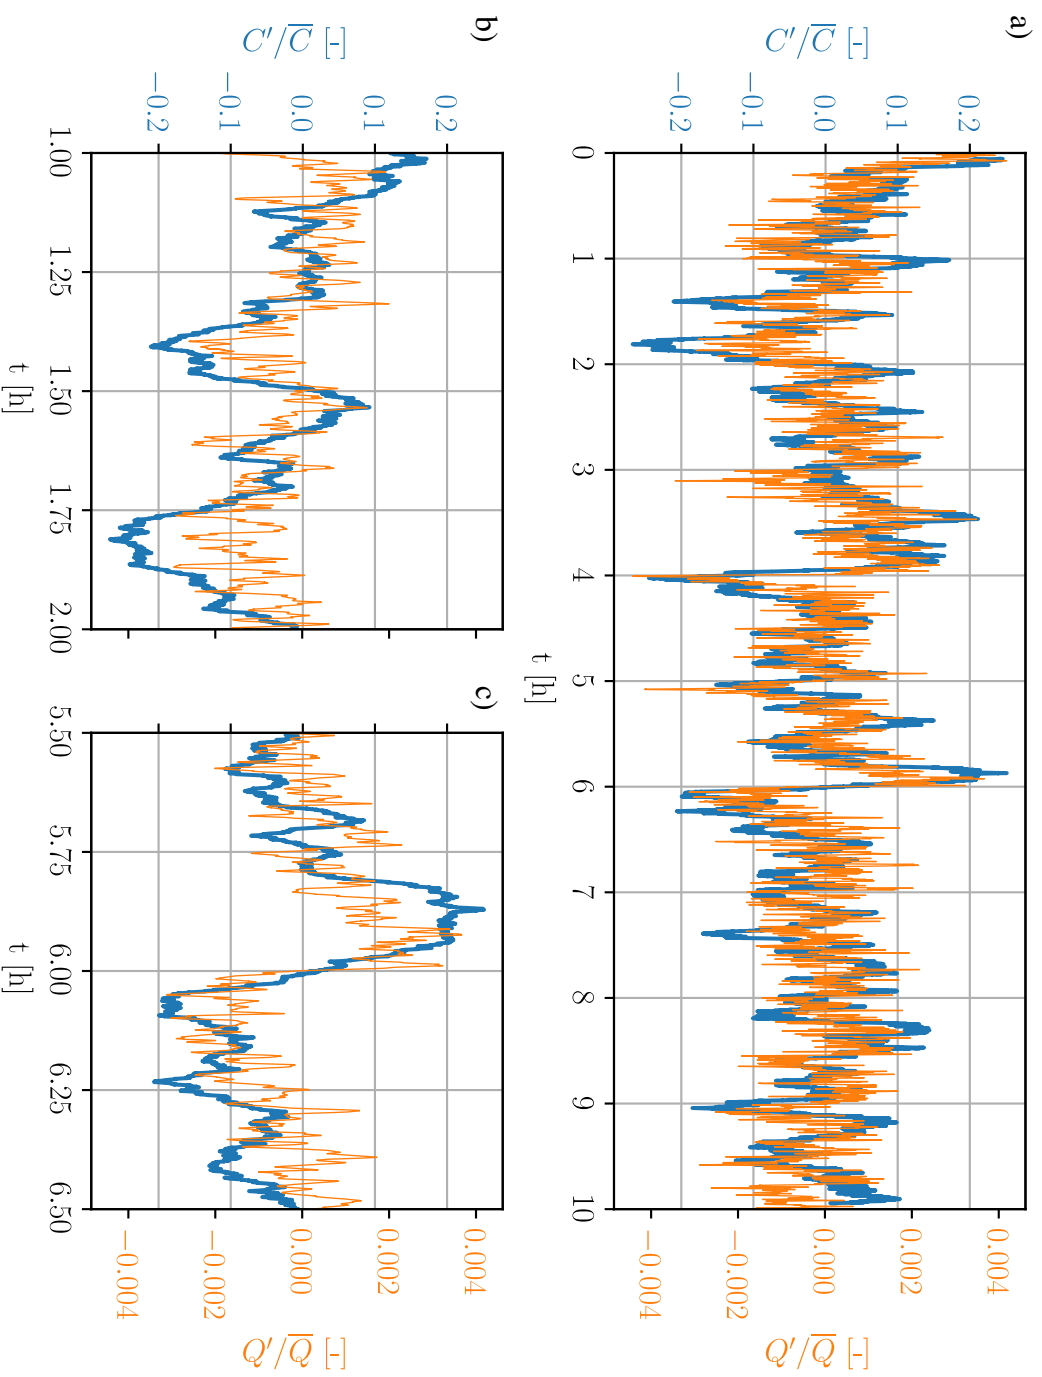 a)
C′/C̅ [-]
0.2
0.1
0.0
−0.1
−0.2
0 1 2 3 4 5 6 7 8 9 10
t [h]
0.004
0.002
0.000
−0.002
−0.004
Q′/Q̅ [-]
b)
C′/C̅ [-]
0.2
0.1
0.0
−0.1
−0.2
1.00 1.25 1.50 1.75 2.00
t [h]
c)
5.50 5.75 6.00 6.25 6.50
t [h]
0.004
0.002
0.000
−0.002
−0.004
Q′/Q̅ [-]